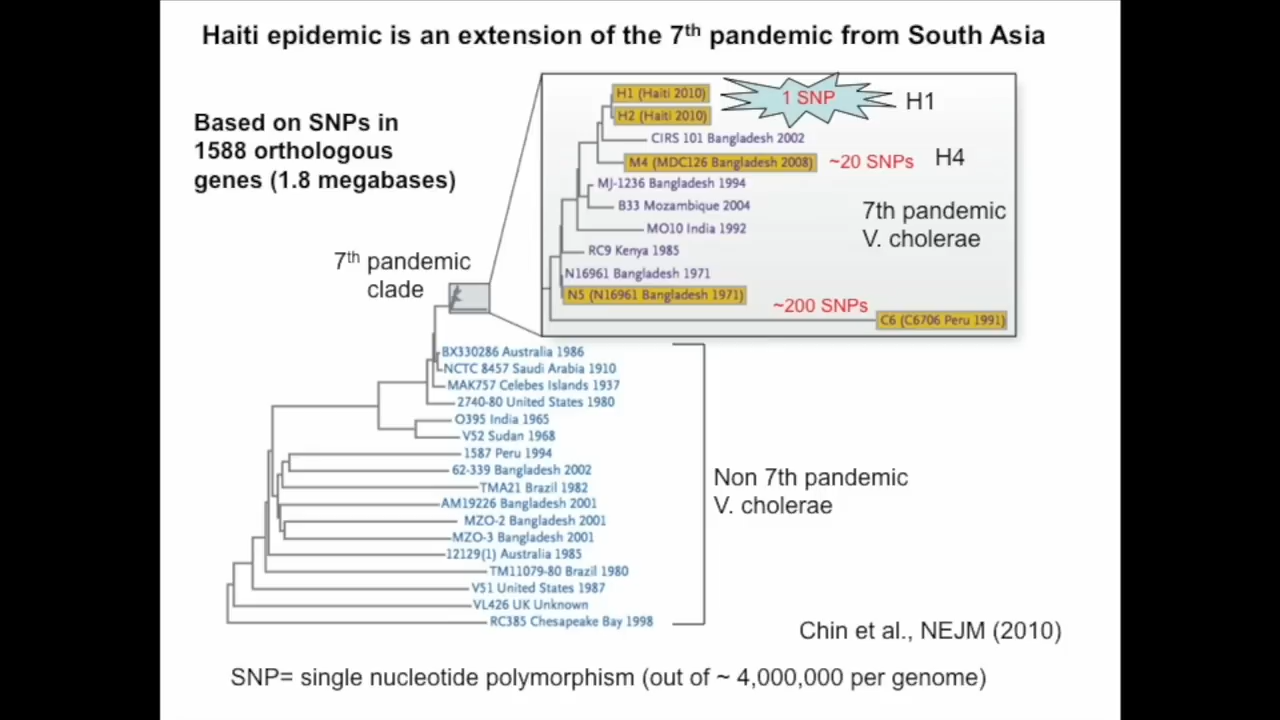 Haiti epidemic is an extension of the 7th pandemic from South Asia
Based on SNPs in
1588 orthologous
genes (1.8 megabases)
H1 (Haiti 2010)
1 SNP
H1
H2 (Haiti 2010)
CIRS 101 Bangladesh 2002
M4 (MDC126 Bangladesh 2008)
~20 SNPs
H4
MJ-1236 Bangladesh 1994
B33 Mozambique 2004
MO10 India 1992
RC9 Kenya 1985
N16961 Bangladesh 1971
N5 (N16961 Bangladesh 1971)
~200 SNPs
C6 (C6706 Peru 1991)
7th pandemic
V. cholerae
7th pandemic
clade
BX330286 Australia 1986
NCTC 8457 Saudi Arabia 1910
MAK757 Celebes Islands 1937
2740-80 United States 1980
O395 India 1965
V52 Sudan 1968
1587 Peru 1994
62-339 Bangladesh 2002
TMA21 Brazil 1982
AM19226 Bangladesh 2001
MZO-2 Bangladesh 2001
MZO-3 Bangladesh 2001
12129(1) Australia 1985
TM11079-80 Brazil 1980
V51 United States 1987
VL426 UK Unknown
RC385 Chesapeake Bay 1998
Non 7th pandemic
V. cholerae
Chin et al., NEJM (2010)
SNP= single nucleotide polymorphism (out of ~ 4,000,000 per genome)